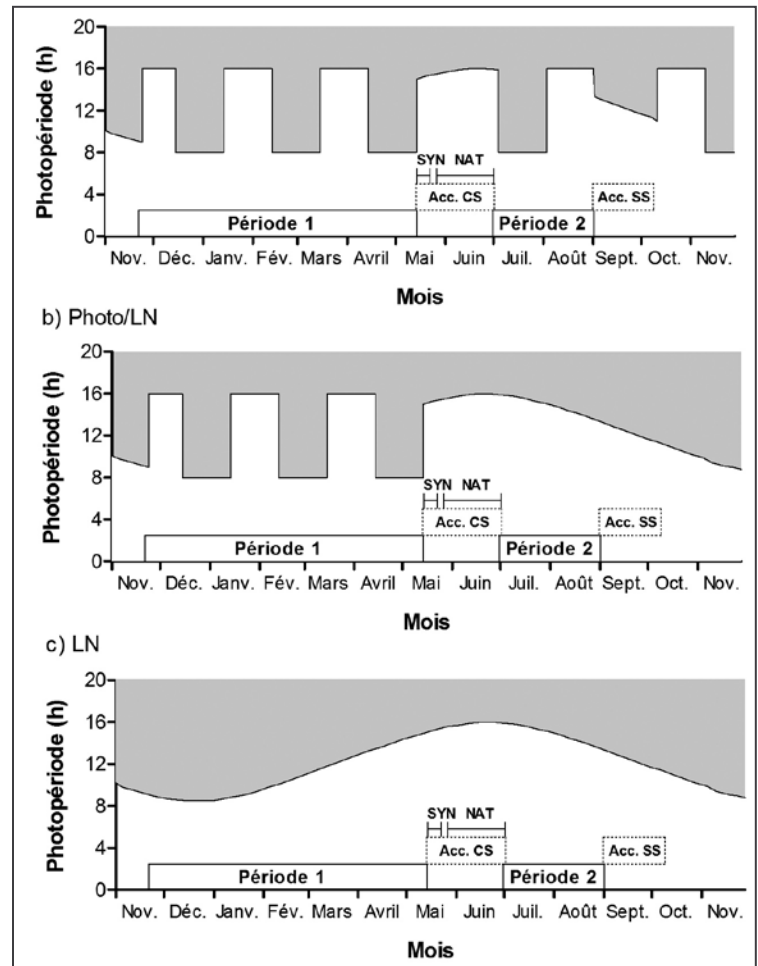 Photopériode (h)
20
16
12
8
4
0
SYN NAT
Acc. CS
Acc. SS
Période 1
Période 2
Nov. Déc. Janv. Fév. Mars Avril Mai Juin Juil. Août Sept. Oct. Nov.
Mois
b) Photo/LN
Photopériode (h)
20
16
12
8
4
0
SYN NAT
Acc. CS
Acc. SS
Période 1
Période 2
Nov. Déc. Janv. Fév. Mars Avril Mai Juin Juil. Août Sept. Oct. Nov.
Mois
c) LN
Photopériode (h)
20
16
12
8
4
0
SYN NAT
Acc. CS
Acc. SS
Période 1
Période 2
Nov. Déc. Janv. Fév. Mars Avril Mai Juin Juil. Août Sept. Oct. Nov.
Mois